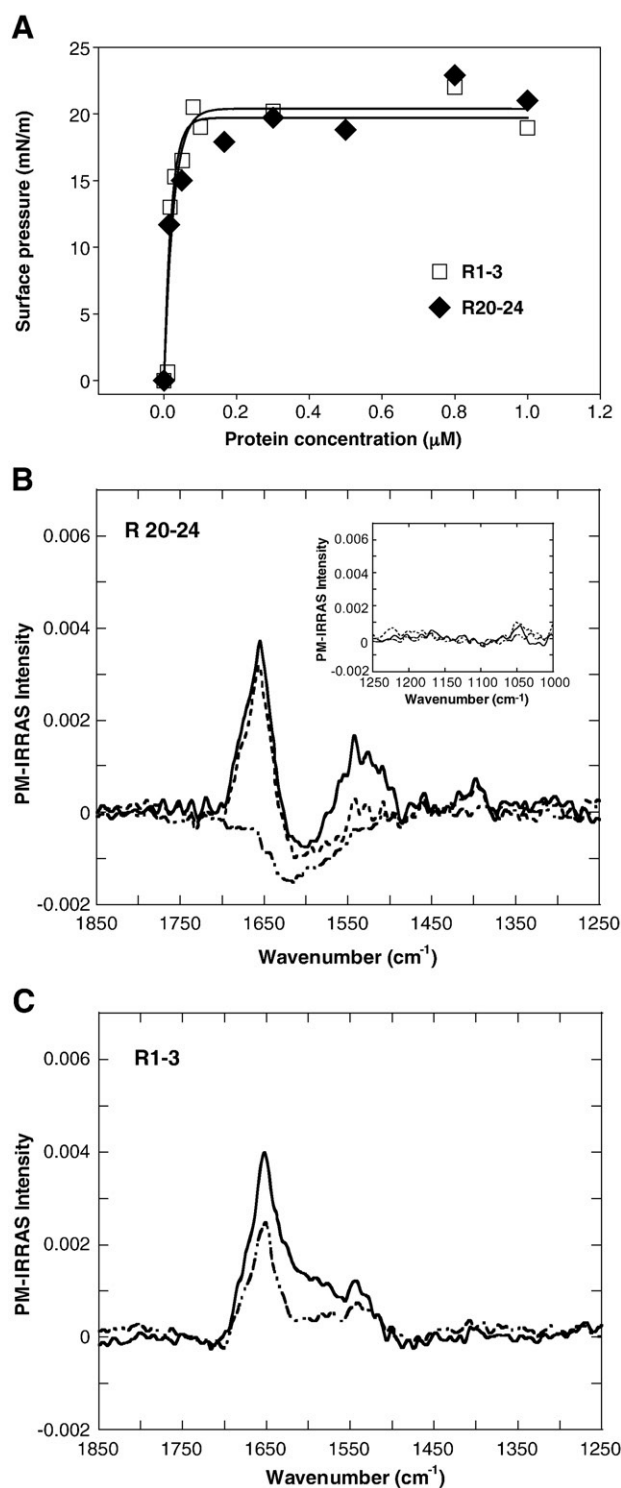 A
25
20
15
10
5
0
Surface pressure (mN/m)
R1-3
R20-24
0.0 0.2 0.4 0.6 0.8 1.0 1.2
Protein concentration (μM)
B
R 20-24
0.006
0.004
0.002
0
-0.002
PM-IRRAS Intensity
0.006
0.004
0.002
0
-0.002
PM-IRRAS Intensity
1250 1200 1150 1100 1050 1000
Wavenumber (cm-1)
1850 1750 1650 1550 1450 1350 1250
Wavenumber (cm-1)
C
R1-3
0.006
0.004
0.002
0
-0.002
PM-IRRAS Intensity
1850 1750 1650 1550 1450 1350 1250
Wavenumber (cm-1)